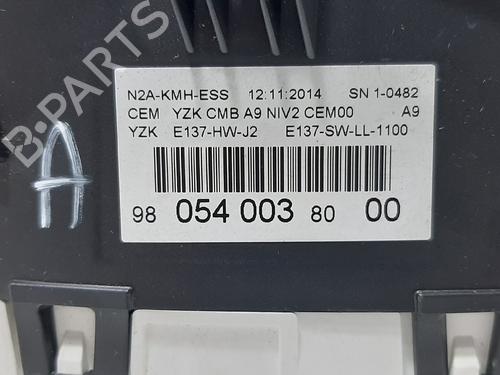 N2A-KMH-ESS 12:11:2014 SN 1-0482
CEM YZK CMB A9 NIV2 CEM00 A9
YZK E137-HW-J2 E137-SW-LL-1100
98 054 003 80 00
A